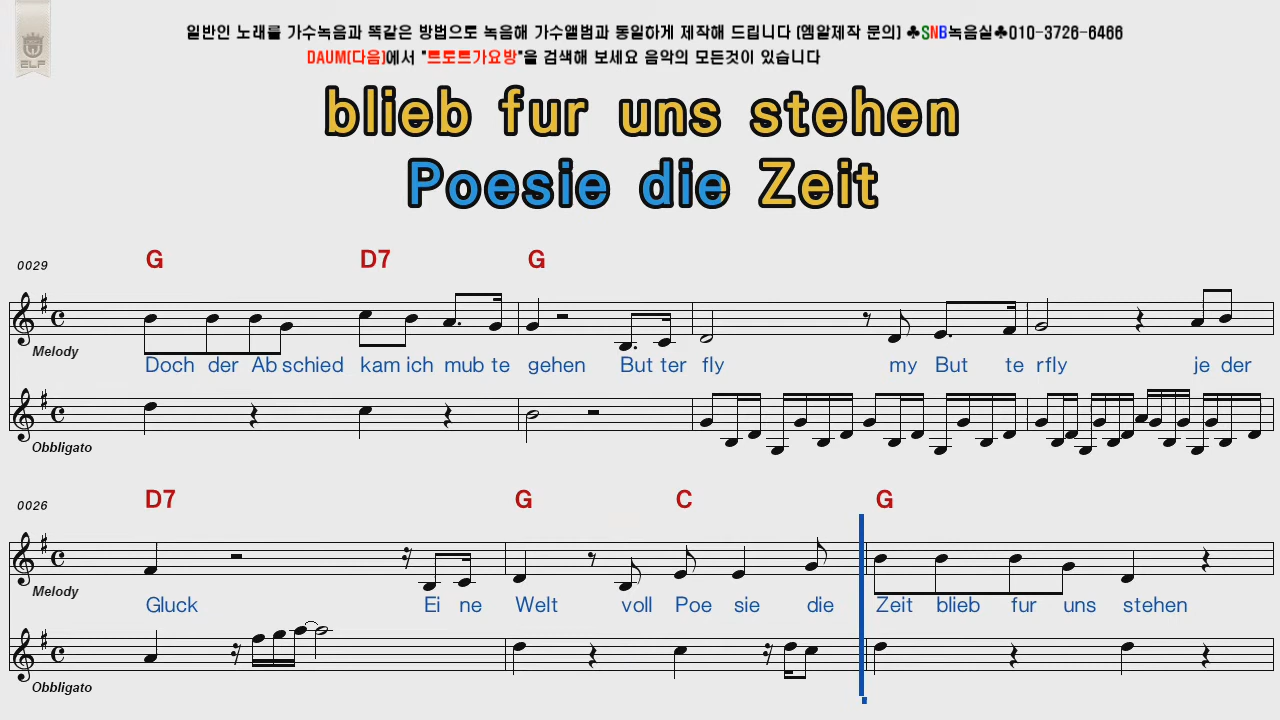 일반인 노래를 가수녹음과 똑같은 방법으로 녹음해 가수앨범과 동일하게 제작해 드립니다 (엠알제작 문의) ♣SNB녹음실♣010-3726-6466
DAUM(다음)에서 "트로트가요방"을 검색해 보세요 음악의 모든것이 있습니다
ELF
blieb fur uns stehen
Poesie die Zeit
0029 G D7 G
Melody
Doch der Ab schied kam ich mub te gehen But ter fly my But te rfly je der
Obbligato
0026 D7 G C G
Melody
Gluck Ei ne Welt voll Poe sie die Zeit blieb fur uns stehen
Obbligato